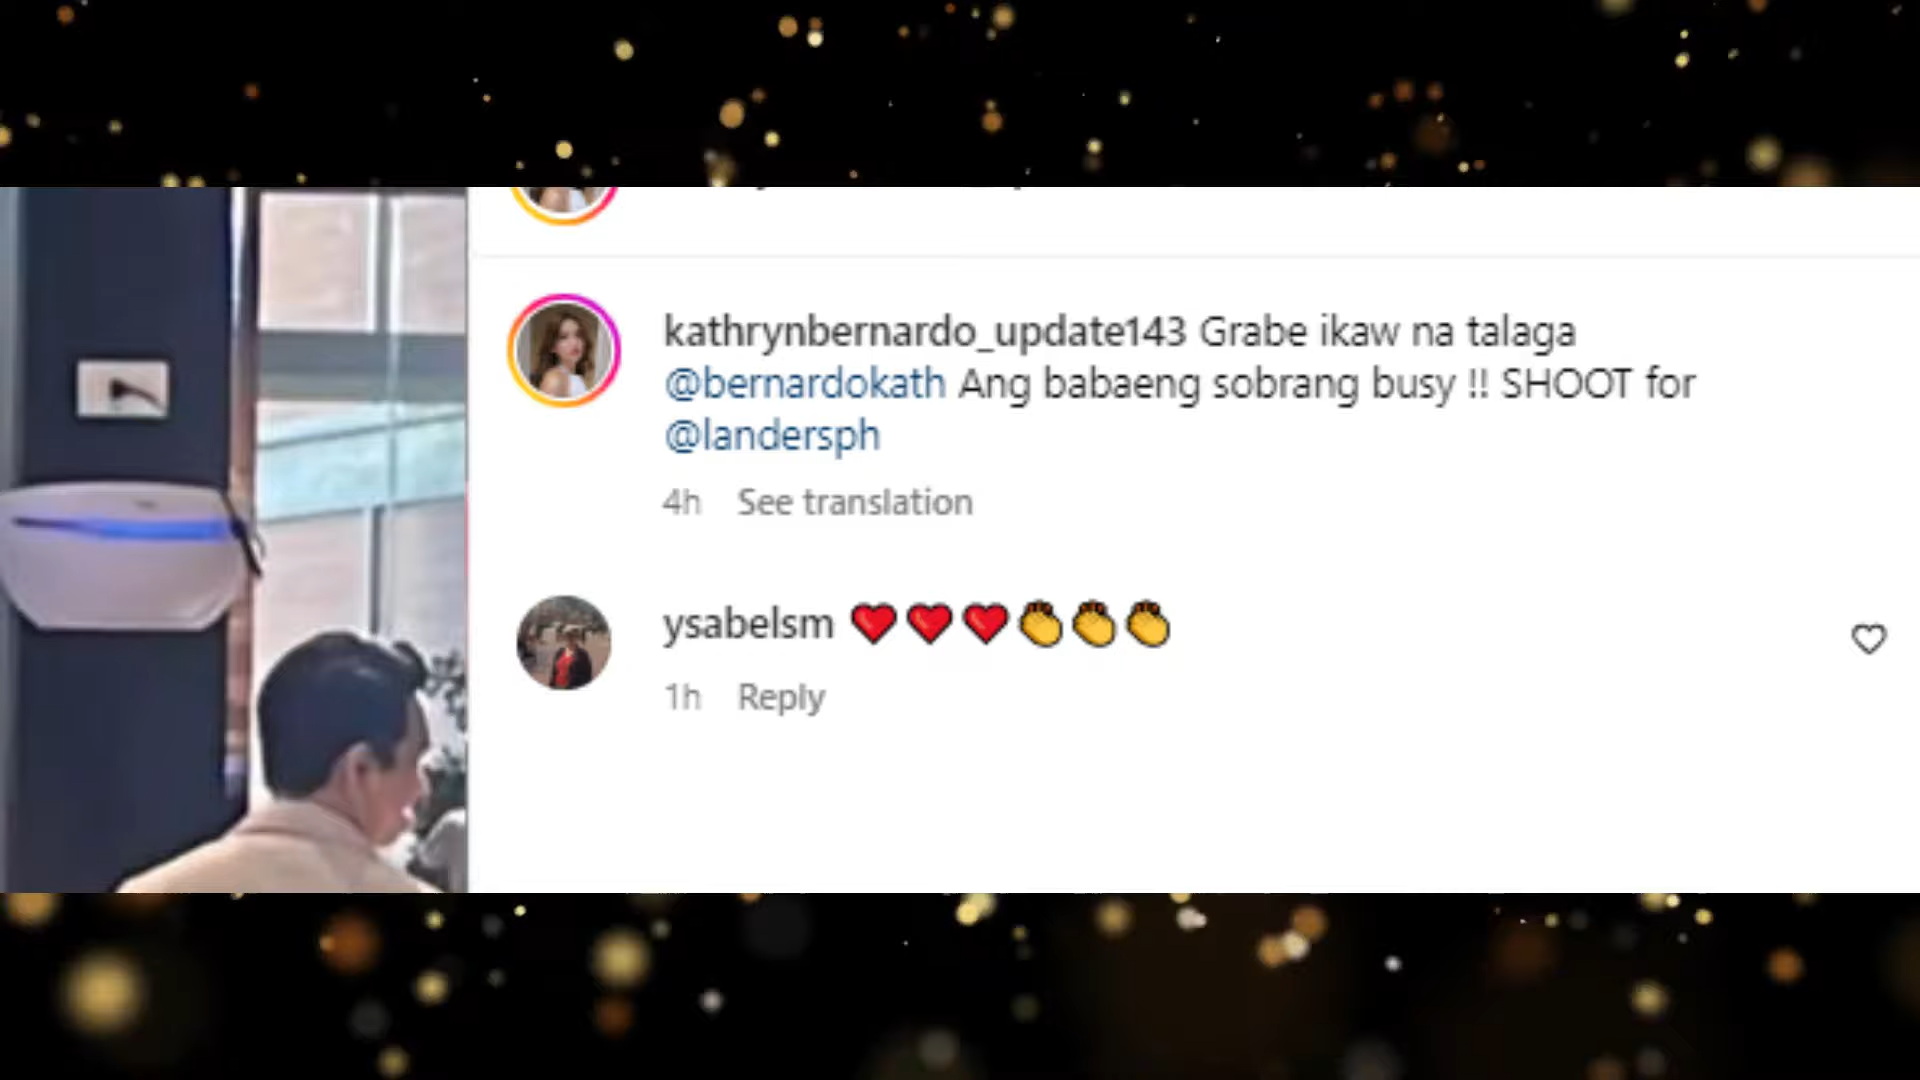 kathrynbernardo_update143 Grabe ikaw na talaga
@bernardokath Ang babaeng sobrang busy !! SHOOT for
@landersph
4h See translation
ysabelsm ❤️❤️❤️👏👏👏
1h Reply